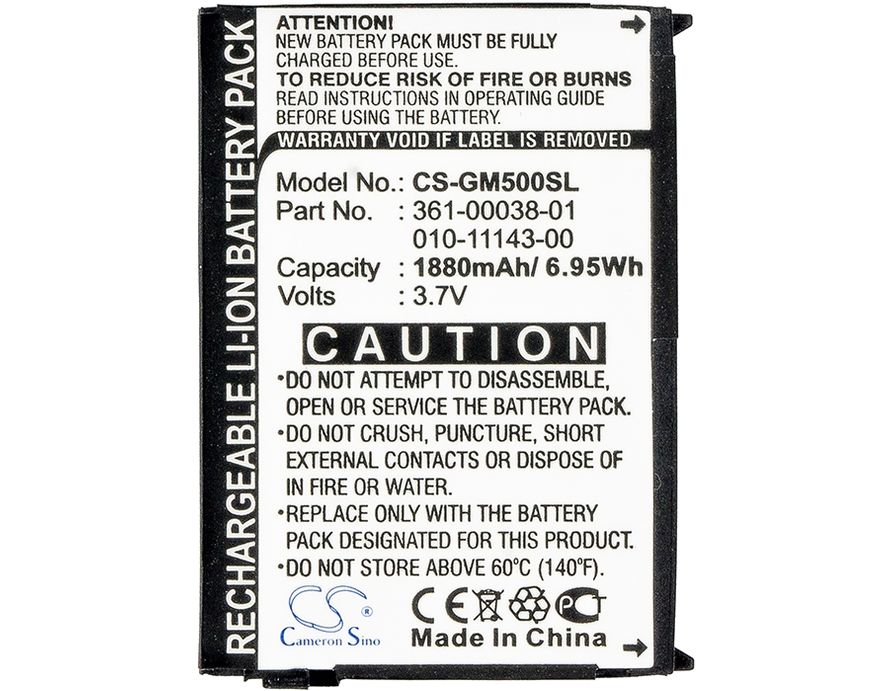 RECHARGEABLE LI-ION BATTERY PACK
ATTENTION!
NEW BATTERY PACK MUST BE FULLY
CHARGED BEFORE USE.
TO REDUCE RISK OF FIRE OR BURNS
READ INSTRUCTIONS IN OPERATING GUIDE
BEFORE USING THE BATTERY.
WARRANTY VOID IF LABEL IS REMOVED
Model No.: CS-GM500SL
Part No. : 361-00038-01
010-11143-00
Capacity : 1880mAh/ 6.95Wh
Volts : 3.7V
CAUTION
•DO NOT ATTEMPT TO DISASSEMBLE,
OPEN OR SERVICE THE BATTERY PACK.
•DO NOT CRUSH, PUNCTURE, SHORT
EXTERNAL CONTACTS OR DISPOSE OF
IN FIRE OR WATER.
•REPLACE ONLY WITH THE BATTERY
PACK DESIGNATED FOR THIS SYSTEM.
•DO NOT STORE ABOVE 60°C (140°F).
CS ®
Cameron Sino
CE PCT
Made In China